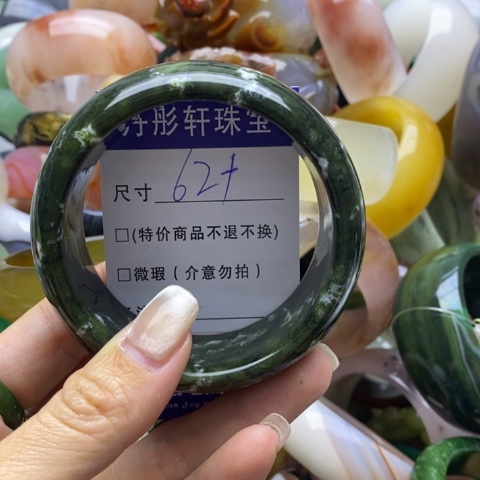 彤轩珠宝
尺寸 62+
□(特价商品不退不换)
□微瑕(介意勿拍)